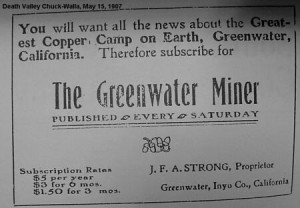 Death Valley Chuck-Walla, May 15, 1907
You will want all the news about the Great-
est Copper Camp on Earth, Greenwater,
California. Therefore subscribe for
The Greenwater Miner
PUBLISHED EVERY SATURDAY
Subscription Rates
$5 per year
$3 for 6 mos.
$1.50 for 3 mos.
J. F. A. STRONG, Proprietor
Greenwater, Inyo Co., California